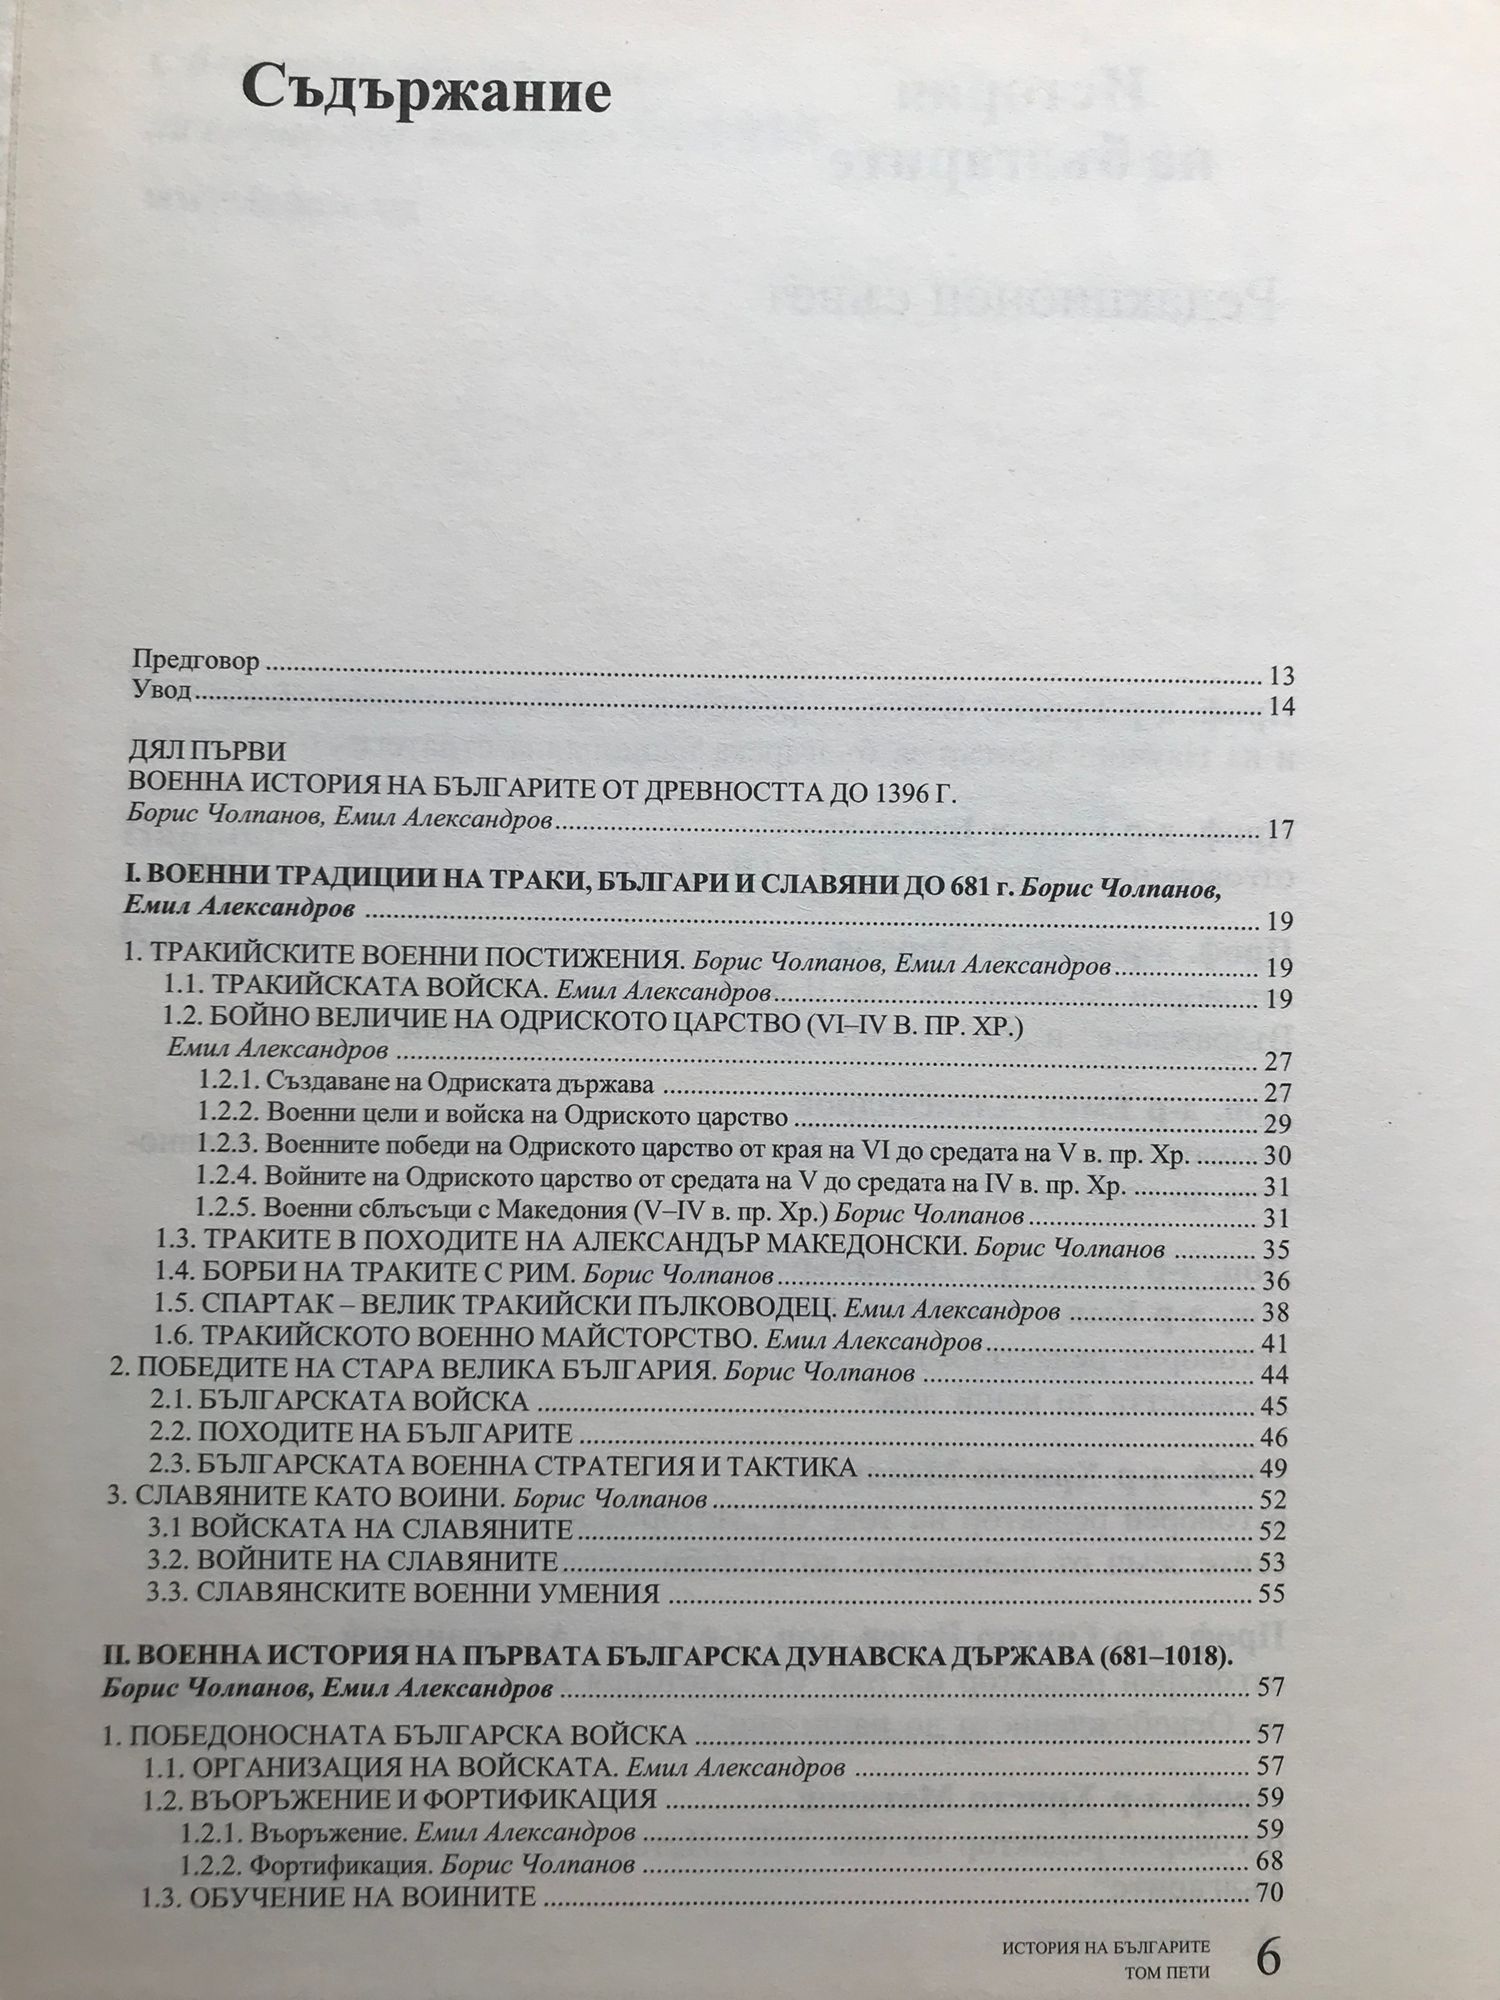 Съдържание
Предговор ........ 13
Увод ........ 14
ДЯЛ ПЪРВИ
ВОЕННА ИСТОРИЯ НА БЪЛГАРИТЕ ОТ ДРЕВНОСТТА ДО 1396 Г.
Борис Чолпанов, Емил Александров ........ 17
I. ВОЕННИ ТРАДИЦИИ НА ТРАКИ, БЪЛГАРИ И СЛАВЯНИ ДО 681 г. Борис Чолпанов,
Емил Александров ........ 19
1. ТРАКИЙСКИТЕ ВОЕННИ ПОСТИЖЕНИЯ. Борис Чолпанов, Емил Александров ........ 19
1.1. ТРАКИЙСКАТА ВОЙСКА. Емил Александров ........ 19
1.2. БОЙНО ВЕЛИЧИЕ НА ОДРИСКОТО ЦАРСТВО (VI–IV В. ПР. ХР.)
Емил Александров ........ 27
1.2.1. Създаване на Одриската държава ........ 27
1.2.2. Военни цели и войска на Одриското царство ........ 29
1.2.3. Военните победи на Одриското царство от края на VI до средата на V в. пр. Хр. ........ 30
1.2.4. Войните на Одриското царство от средата на V до средата на IV в. пр. Хр. ........ 31
1.2.5. Военни сблъсъци с Македония (V–IV в. пр. Хр.) Борис Чолпанов ........ 31
1.3. ТРАКИТЕ В ПОХОДИТЕ НА АЛЕКСАНДЪР МАКЕДОНСКИ. Борис Чолпанов ........ 35
1.4. БОРБИ НА ТРАКИТЕ С РИМ. Борис Чолпанов ........ 36
1.5. СПАРТАК – ВЕЛИК ТРАКИЙСКИ ПЪЛКОВОДЕЦ. Емил Александров ........ 38
1.6. ТРАКИЙСКОТО ВОЕННО МАЙСТОРСТВО. Емил Александров ........ 41
2. ПОБЕДИТЕ НА СТАРА ВЕЛИКА БЪЛГАРИЯ. Борис Чолпанов ........ 44
2.1. БЪЛГАРСКАТА ВОЙСКА ........ 45
2.2. ПОХОДИТЕ НА БЪЛГАРИТЕ ........ 46
2.3. БЪЛГАРСКАТА ВОЕННА СТРАТЕГИЯ И ТАКТИКА ........ 49
3. СЛАВЯНИТЕ КАТО ВОИНИ. Борис Чолпанов ........ 52
3.1 ВОЙСКАТА НА СЛАВЯНИТЕ ........ 52
3.2. ВОЙНИТЕ НА СЛАВЯНИТЕ ........ 53
3.3. СЛАВЯНСКИТЕ ВОЕННИ УМЕНИЯ ........ 55
II. ВОЕННА ИСТОРИЯ НА ПЪРВАТА БЪЛГАРСКА ДУНАВСКА ДЪРЖАВА (681–1018).
Борис Чолпанов, Емил Александров ........ 57
1. ПОБЕДОНОСНАТА БЪЛГАРСКА ВОЙСКА ........ 57
1.1. ОРГАНИЗАЦИЯ НА ВОЙСКАТА. Емил Александров ........ 57
1.2. ВЪОРЪЖЕНИЕ И ФОРТИФИКАЦИЯ ........ 59
1.2.1. Въоръжение. Емил Александров ........ 59
1.2.2. Фортификация. Борис Чолпанов ........ 68
1.3. ОБУЧЕНИЕ НА ВОИНИТЕ ........ 70
ИСТОРИЯ НА БЪЛГАРИТЕ 6
ТОМ ПЕТИ